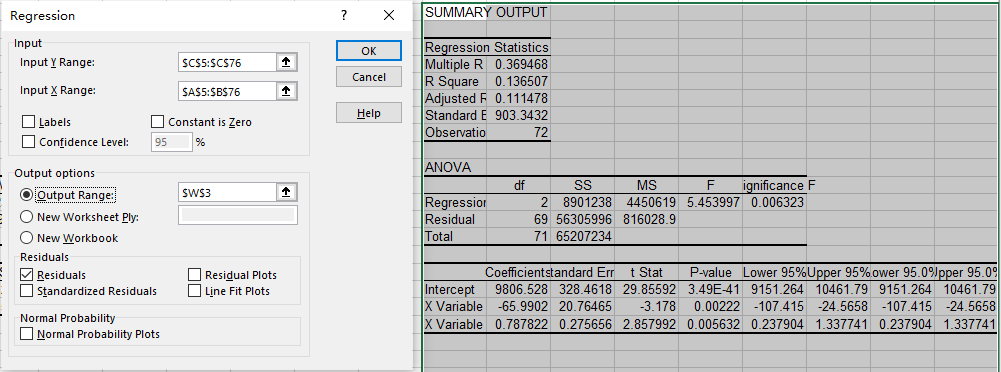 Regression
?
Input
Input Y Range:
$C$5:$C$76
OK
Input X Range:
$A$5:$B$76
Cancel
Labels
Constant is Zero
Help
Confidence Level:
95
%
Output options
Output Range:
$W$3
New Worksheet Ply:
New Workbook
Residuals
Residuals
Residual Plots
Standardized Residuals
Line Fit Plots
Normal Probability
Normal Probability Plots
SUMMARY OUTPUT
Regression Statistics
Multiple R 0.369468
R Square 0.136507
Adjusted R 0.111478
Standard E 903.3432
Observatio 72
ANOVA
df SS MS F ignificance F
Regression 2 8901238 4450619 5.453997 0.006323
Residual 69 56305996 816028.9
Total 71 65207234
Coefficients tandard Err t Stat P-value Lower 95% Upper 95% ower 95.0% pper 95.0%
Intercept 9806.528 328.4618 29.85592 3.49E-41 9151.264 10461.79 9151.264 10461.79
X Variable -65.9902 20.76465 -3.178 0.00222 -107.415 -24.5658 -107.415 -24.5658
X Variable 0.787822 0.275656 2.857992 0.005632 0.237904 1.337741 0.237904 1.337741